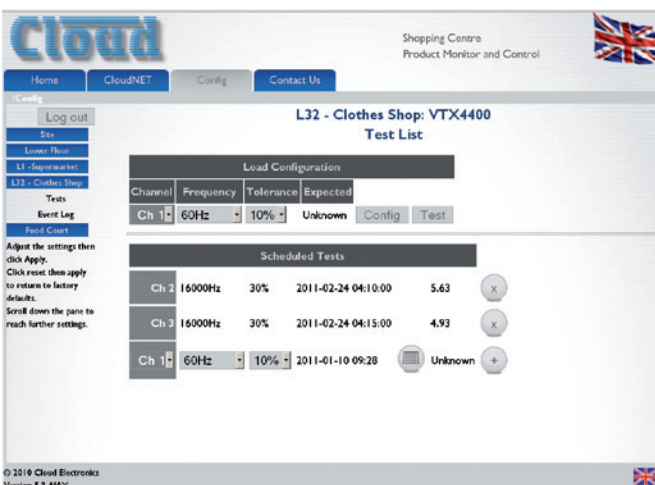 Cloud
Shopping Centre
Product Monitor and Control
Home CloudNET Config Contact Us
/Config
Log out
Site
Lower Floor
L1 -Supermarket
L32 - Clothes Shop
Tests
Event Log
Food Court
Adjust the settings then
click Apply.
Click reset then apply
to return to factory
defaults.
Scroll down the pane to
reach further settings.
L32 - Clothes Shop: VTX4400
Test List
Load Configuration
Channel Frequency Tolerance Expected
Ch 1 60Hz 10% Unknown Config Test
Scheduled Tests
Ch 2 16000Hz 30% 2011-02-24 04:10:00 5.63 x
Ch 3 16000Hz 30% 2011-02-24 04:15:00 4.93 x
Ch 1 60Hz 10% 2011-01-10 09:28 Unknown +
© 2010 Cloud Electronics